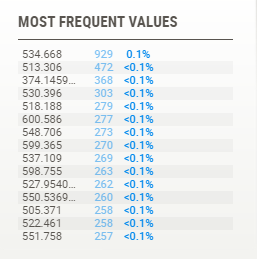 MOST FREQUENT VALUES
534.668 929 0.1%
513.306 472 <0.1%
374.1459... 368 <0.1%
530.396 303 <0.1%
518.188 279 <0.1%
600.586 277 <0.1%
548.706 273 <0.1%
599.365 270 <0.1%
537.109 269 <0.1%
598.755 263 <0.1%
527.9540... 262 <0.1%
550.5369... 260 <0.1%
505.371 258 <0.1%
522.461 258 <0.1%
551.758 257 <0.1%